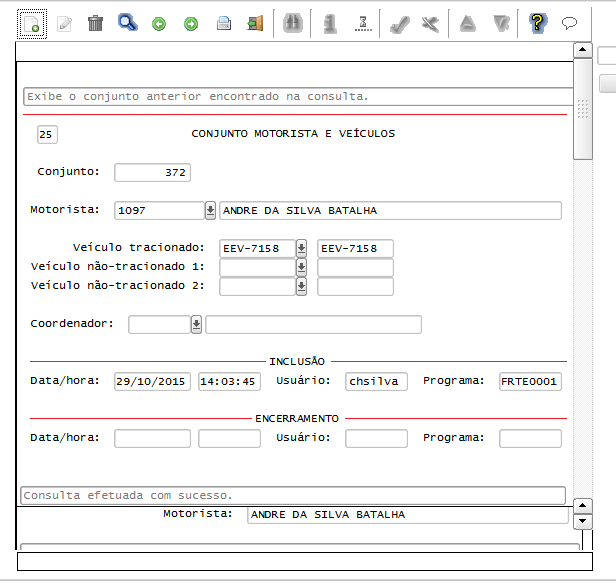 Exibe o conjunto anterior encontrado na consulta.
25 CONJUNTO MOTORISTA E VEÍCULOS
Conjunto: 372
Motorista: 1097 ANDRE DA SILVA BATALHA
Veículo tracionado: EEV-7158 EEV-7158
Veículo não-tracionado 1:
Veículo não-tracionado 2:
Coordenador:
INCLUSÃO
Data/hora: 29/10/2015 14:03:45 Usuário: chsilva Programa: FRTE0001
ENCERRAMENTO
Data/hora: Usuário: Programa:
Consulta efetuada com sucesso.
Motorista: ANDRE DA SILVA BATALHA